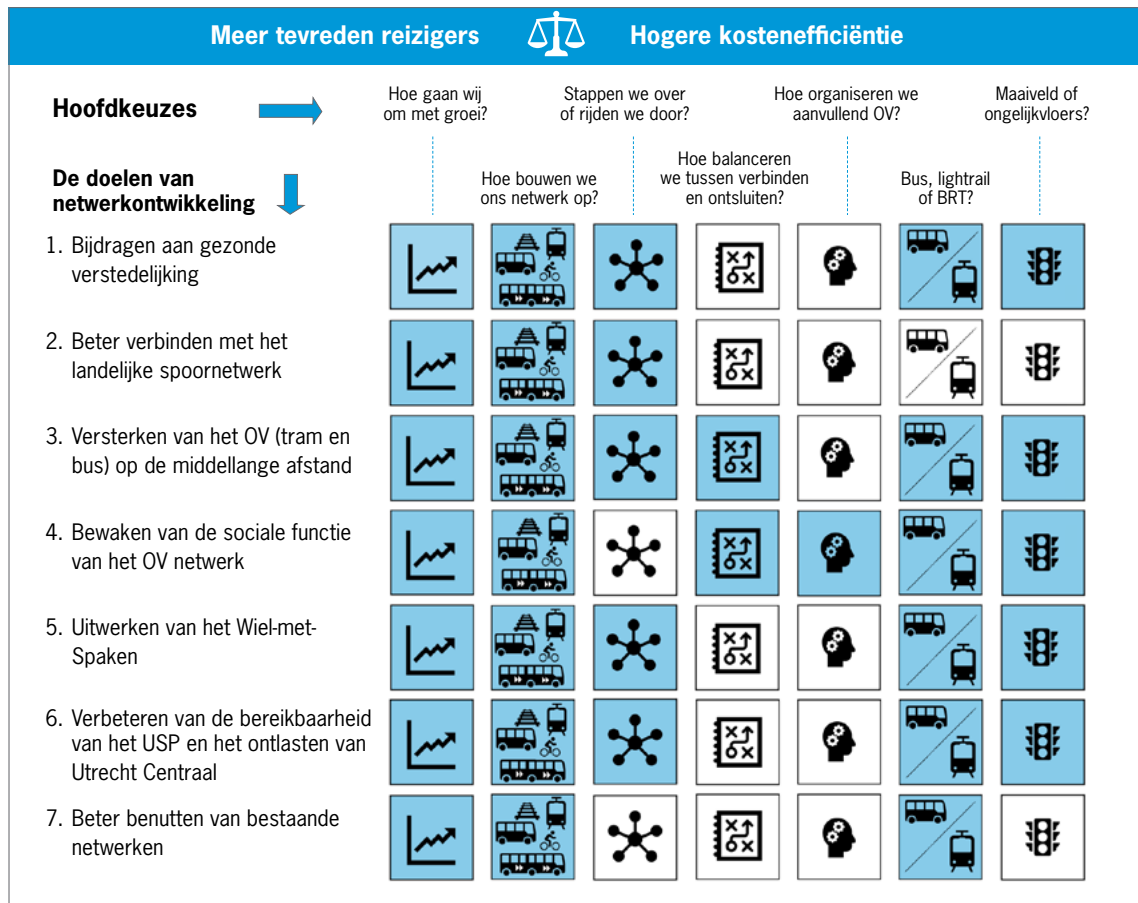 Meer tevreden reizigers
Hogere kostenefficiëntie
Hoofdkeuzes
Hoe gaan wij
om met groei?
Stappen we over
of rijden we door?
Hoe organiseren we
aanvullend OV?
Maaiveld of
ongelijkvloers?
De doelen van
netwerkontwikkeling
Hoe bouwen we
ons netwerk op?
Hoe balanceren
we tussen verbinden
en ontsluiten?
Bus, lightrail
of BRT?
1. Bijdragen aan gezonde
verstedelijking
2. Beter verbinden met het
landelijke spoornetwerk
3. Versterken van het OV (tram en
bus) op de middellange afstand
4. Bewaken van de sociale functie
van het OV netwerk
5. Uitwerken van het Wiel-met-
Spaken
6. Verbeteren van de bereikbaarheid
van het USP en het ontlasten van
Utrecht Centraal
7. Beter benutten van bestaande
netwerken